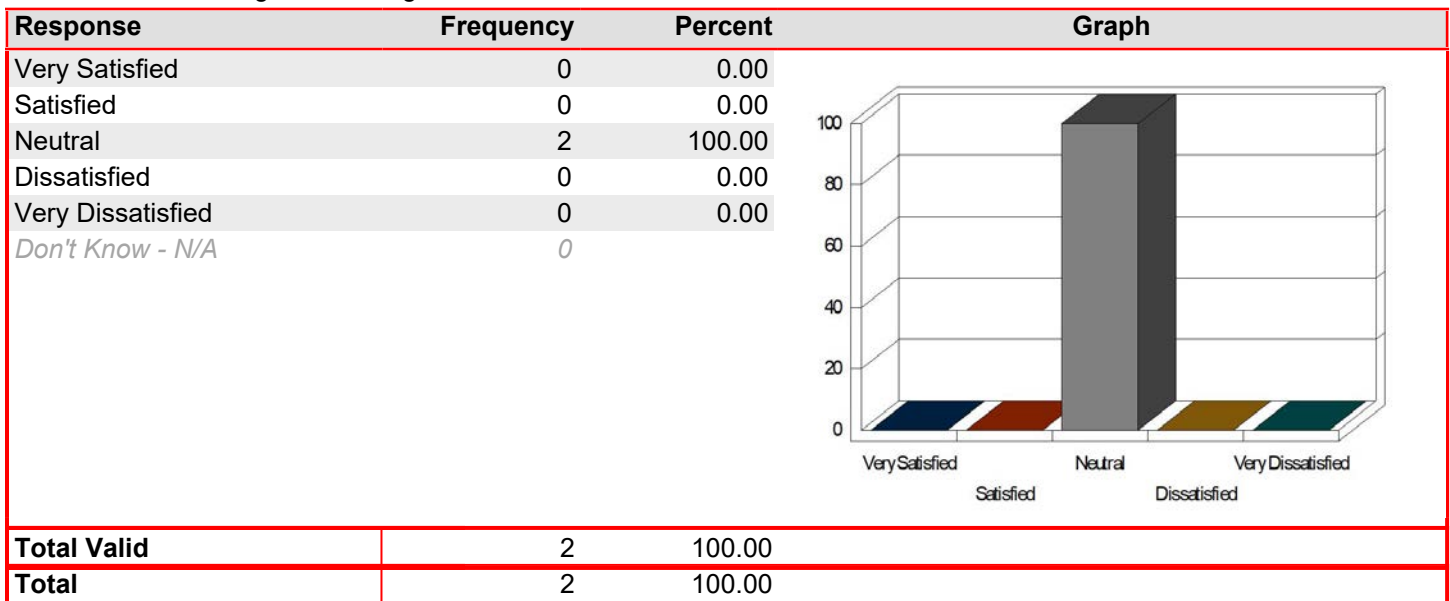 Response Frequency Percent Graph
Very Satisfied 0 0.00
Satisfied 0 0.00
Neutral 2 100.00
Dissatisfied 0 0.00
Very Dissatisfied 0 0.00
Don't Know - N/A 0
100
80
60
40
20
0
Very Satisfied Neutral Very Dissatisfied
Satisfied Dissatisfied
Total Valid 2 100.00
Total 2 100.00